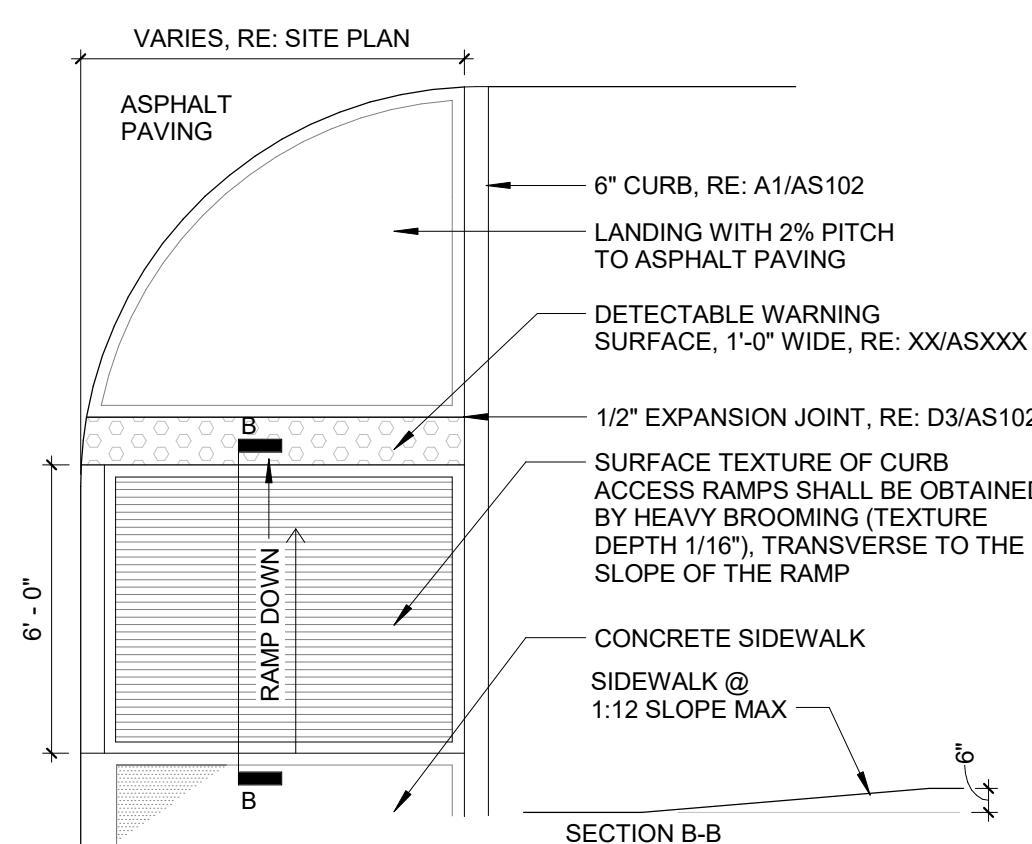 VARIES, RE: SITE PLAN
ASPHALT
PAVING
6" CURB, RE: A1/AS102
LANDING WITH 2% PITCH
TO ASPHALT PAVING
DETECTABLE WARNING
SURFACE, 1'-0" WIDE, RE: XX/ASXXX
B
1/2" EXPANSION JOINT, RE: D3/AS102
SURFACE TEXTURE OF CURB
ACCESS RAMPS SHALL BE OBTAINED
BY HEAVY BROOMING (TEXTURE
DEPTH 1/16"), TRANSVERSE TO THE
SLOPE OF THE RAMP
6' - 0"
RAMP DOWN
CONCRETE SIDEWALK
SIDEWALK @
1:12 SLOPE MAX
6"
B
SECTION B-B